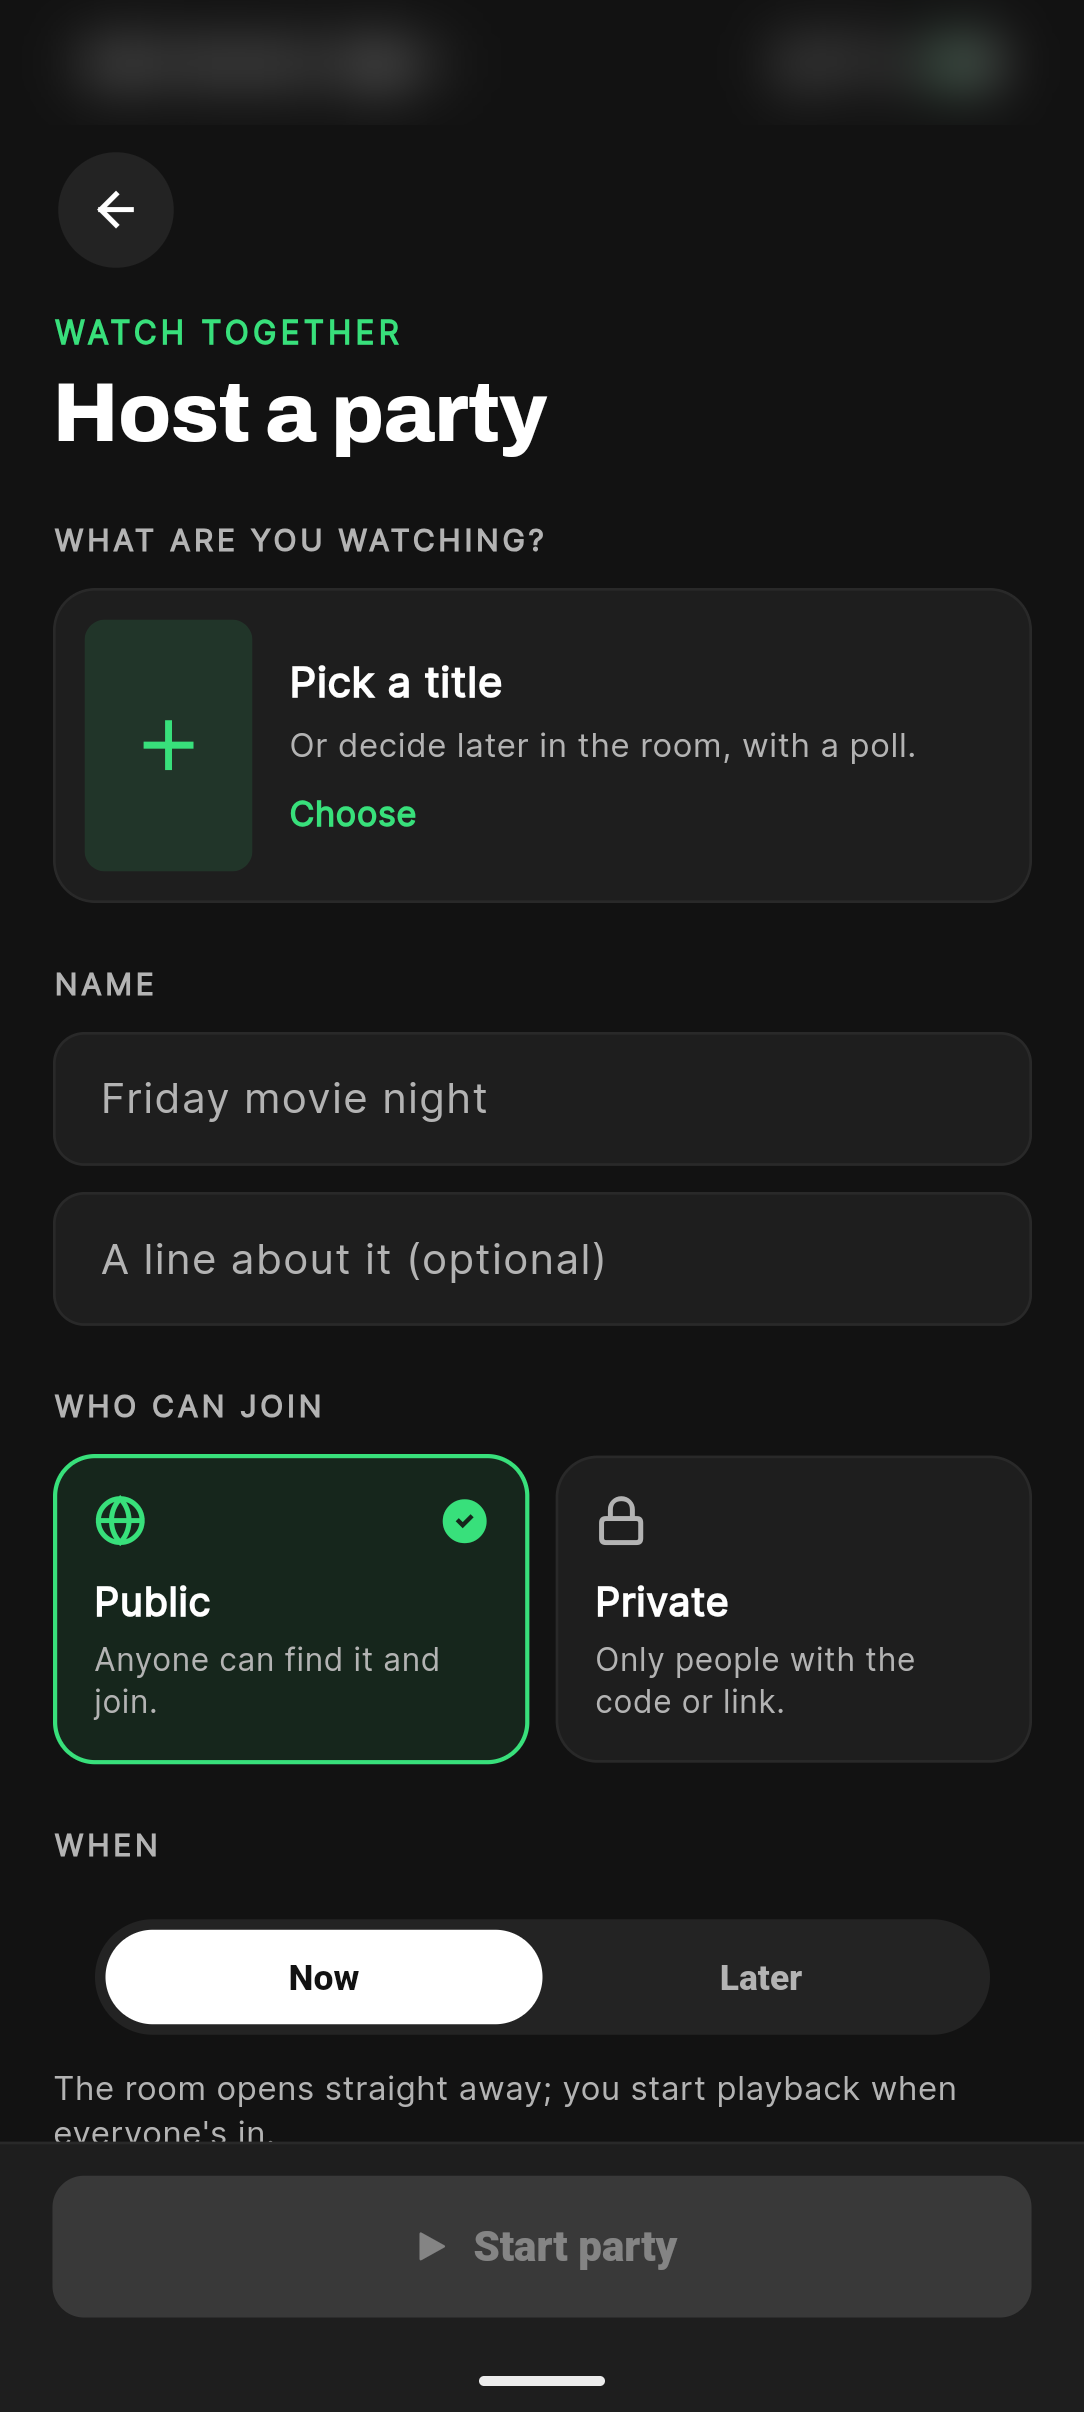 WATCH TOGETHER
Host a party
WHAT ARE YOU WATCHING?
Pick a title
Or decide later in the room, with a poll.
Choose
NAME
Friday movie night
A line about it (optional)
WHO CAN JOIN
Public
Anyone can find it and
join.
Private
Only people with the
code or link.
WHEN
Now
Later
The room opens straight away; you start playback when
everyone's in.
Start party